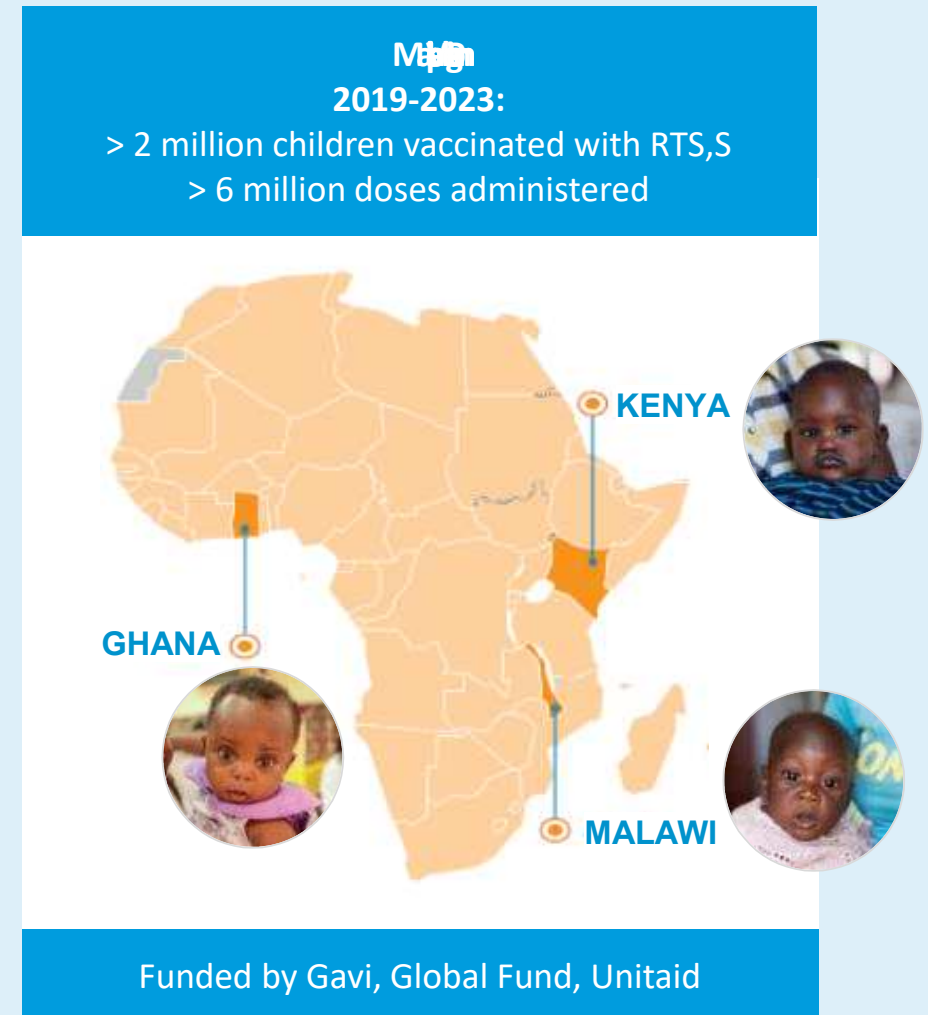 2019-2023:
> 2 million children vaccinated with RTS,S
> 6 million doses administered
KENYA
GHANA
MALAWI
Funded by Gavi, Global Fund, Unitaid